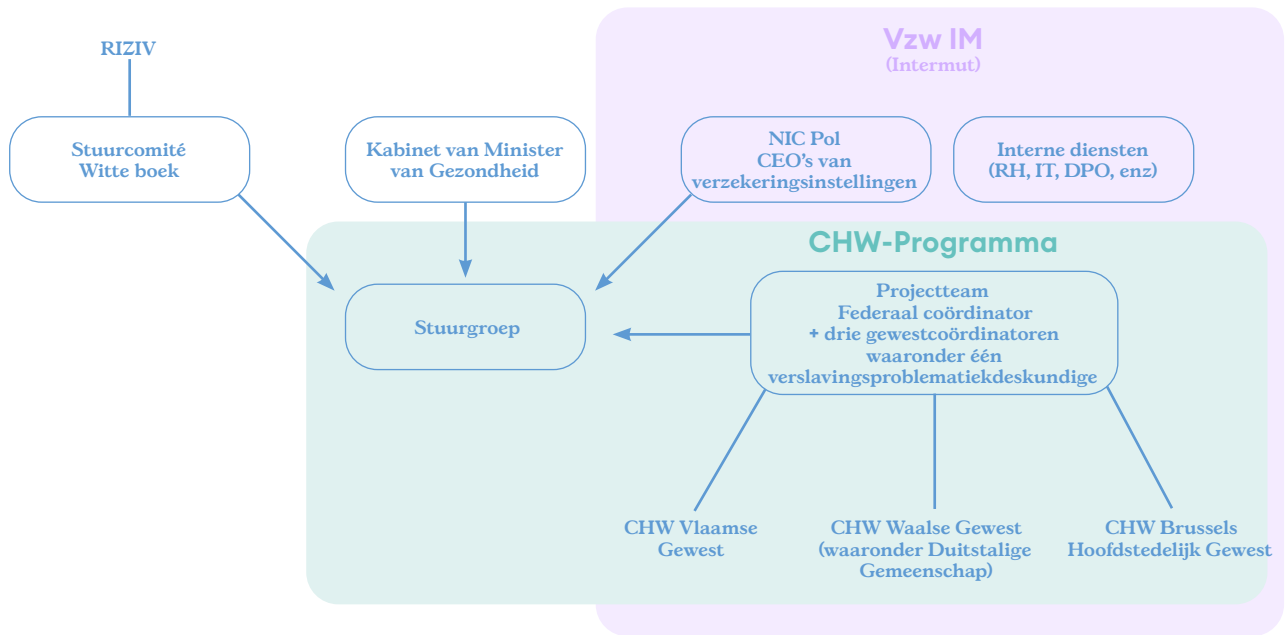 Vzw IM
(Intermut)
RIZIV
Stuurcomité
Witte boek
Kabinet van Minister
van Gezondheid
NIC Pol
CEO's van
verzekeringsinstellingen
Interne diensten
(RH, IT, DPO, enz)
CHW-Programma
Stuurgroep
Projectteam
Federaal coördinator
+ drie gewestcoördinatoren
waaronder één
verslavingsproblematiekdeskundige
CHW Vlaamse
Gewest
CHW Waalse Gewest
(waaronder Duitstalige
Gemeenschap)
CHW Brussels
Hoofdstedelijk Gewest